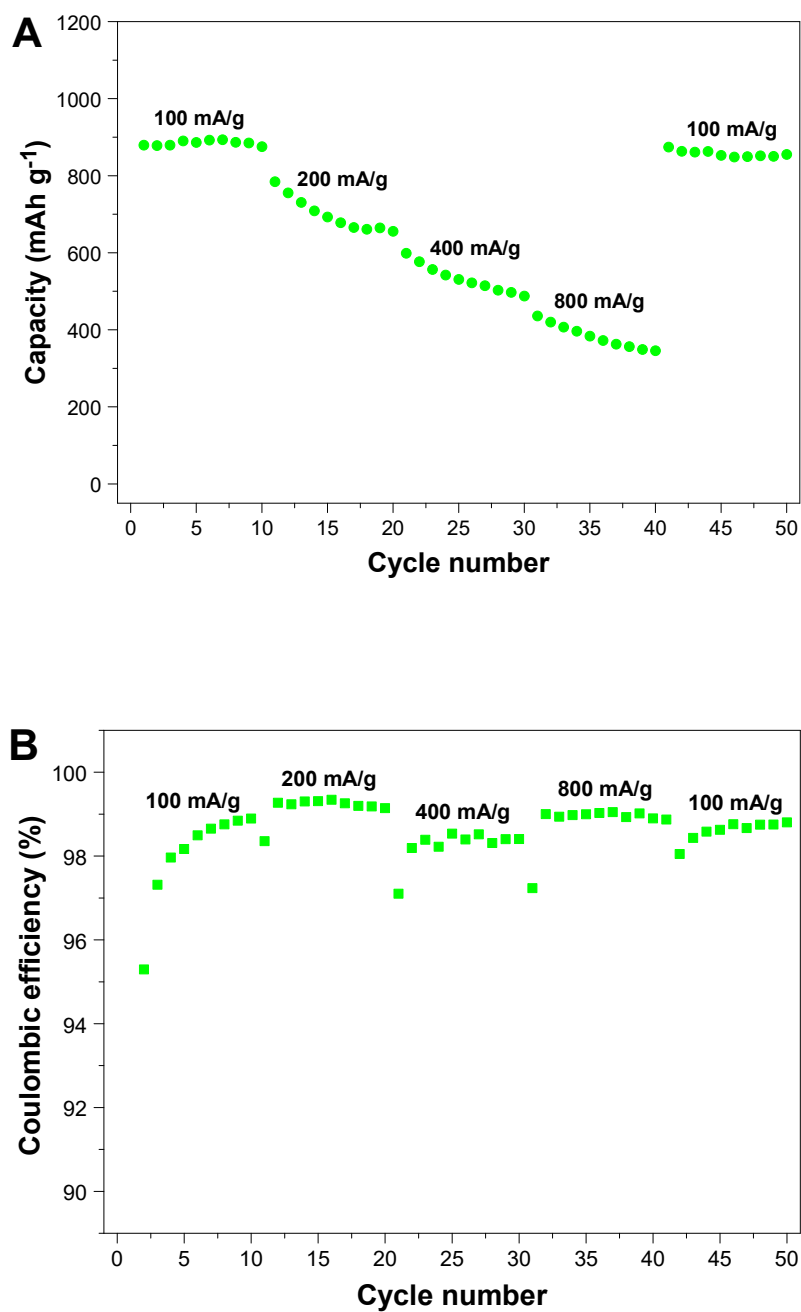 A
1200
1000
800
600
400
200
0
Capacity (mAh g⁻¹)
100 mA/g
200 mA/g
400 mA/g
800 mA/g
100 mA/g
0 5 10 15 20 25 30 35 40 45 50
Cycle number
B
100
98
96
94
92
90
Coulombic efficiency (%)
100 mA/g
200 mA/g
400 mA/g
800 mA/g
100 mA/g
0 5 10 15 20 25 30 35 40 45 50
Cycle number